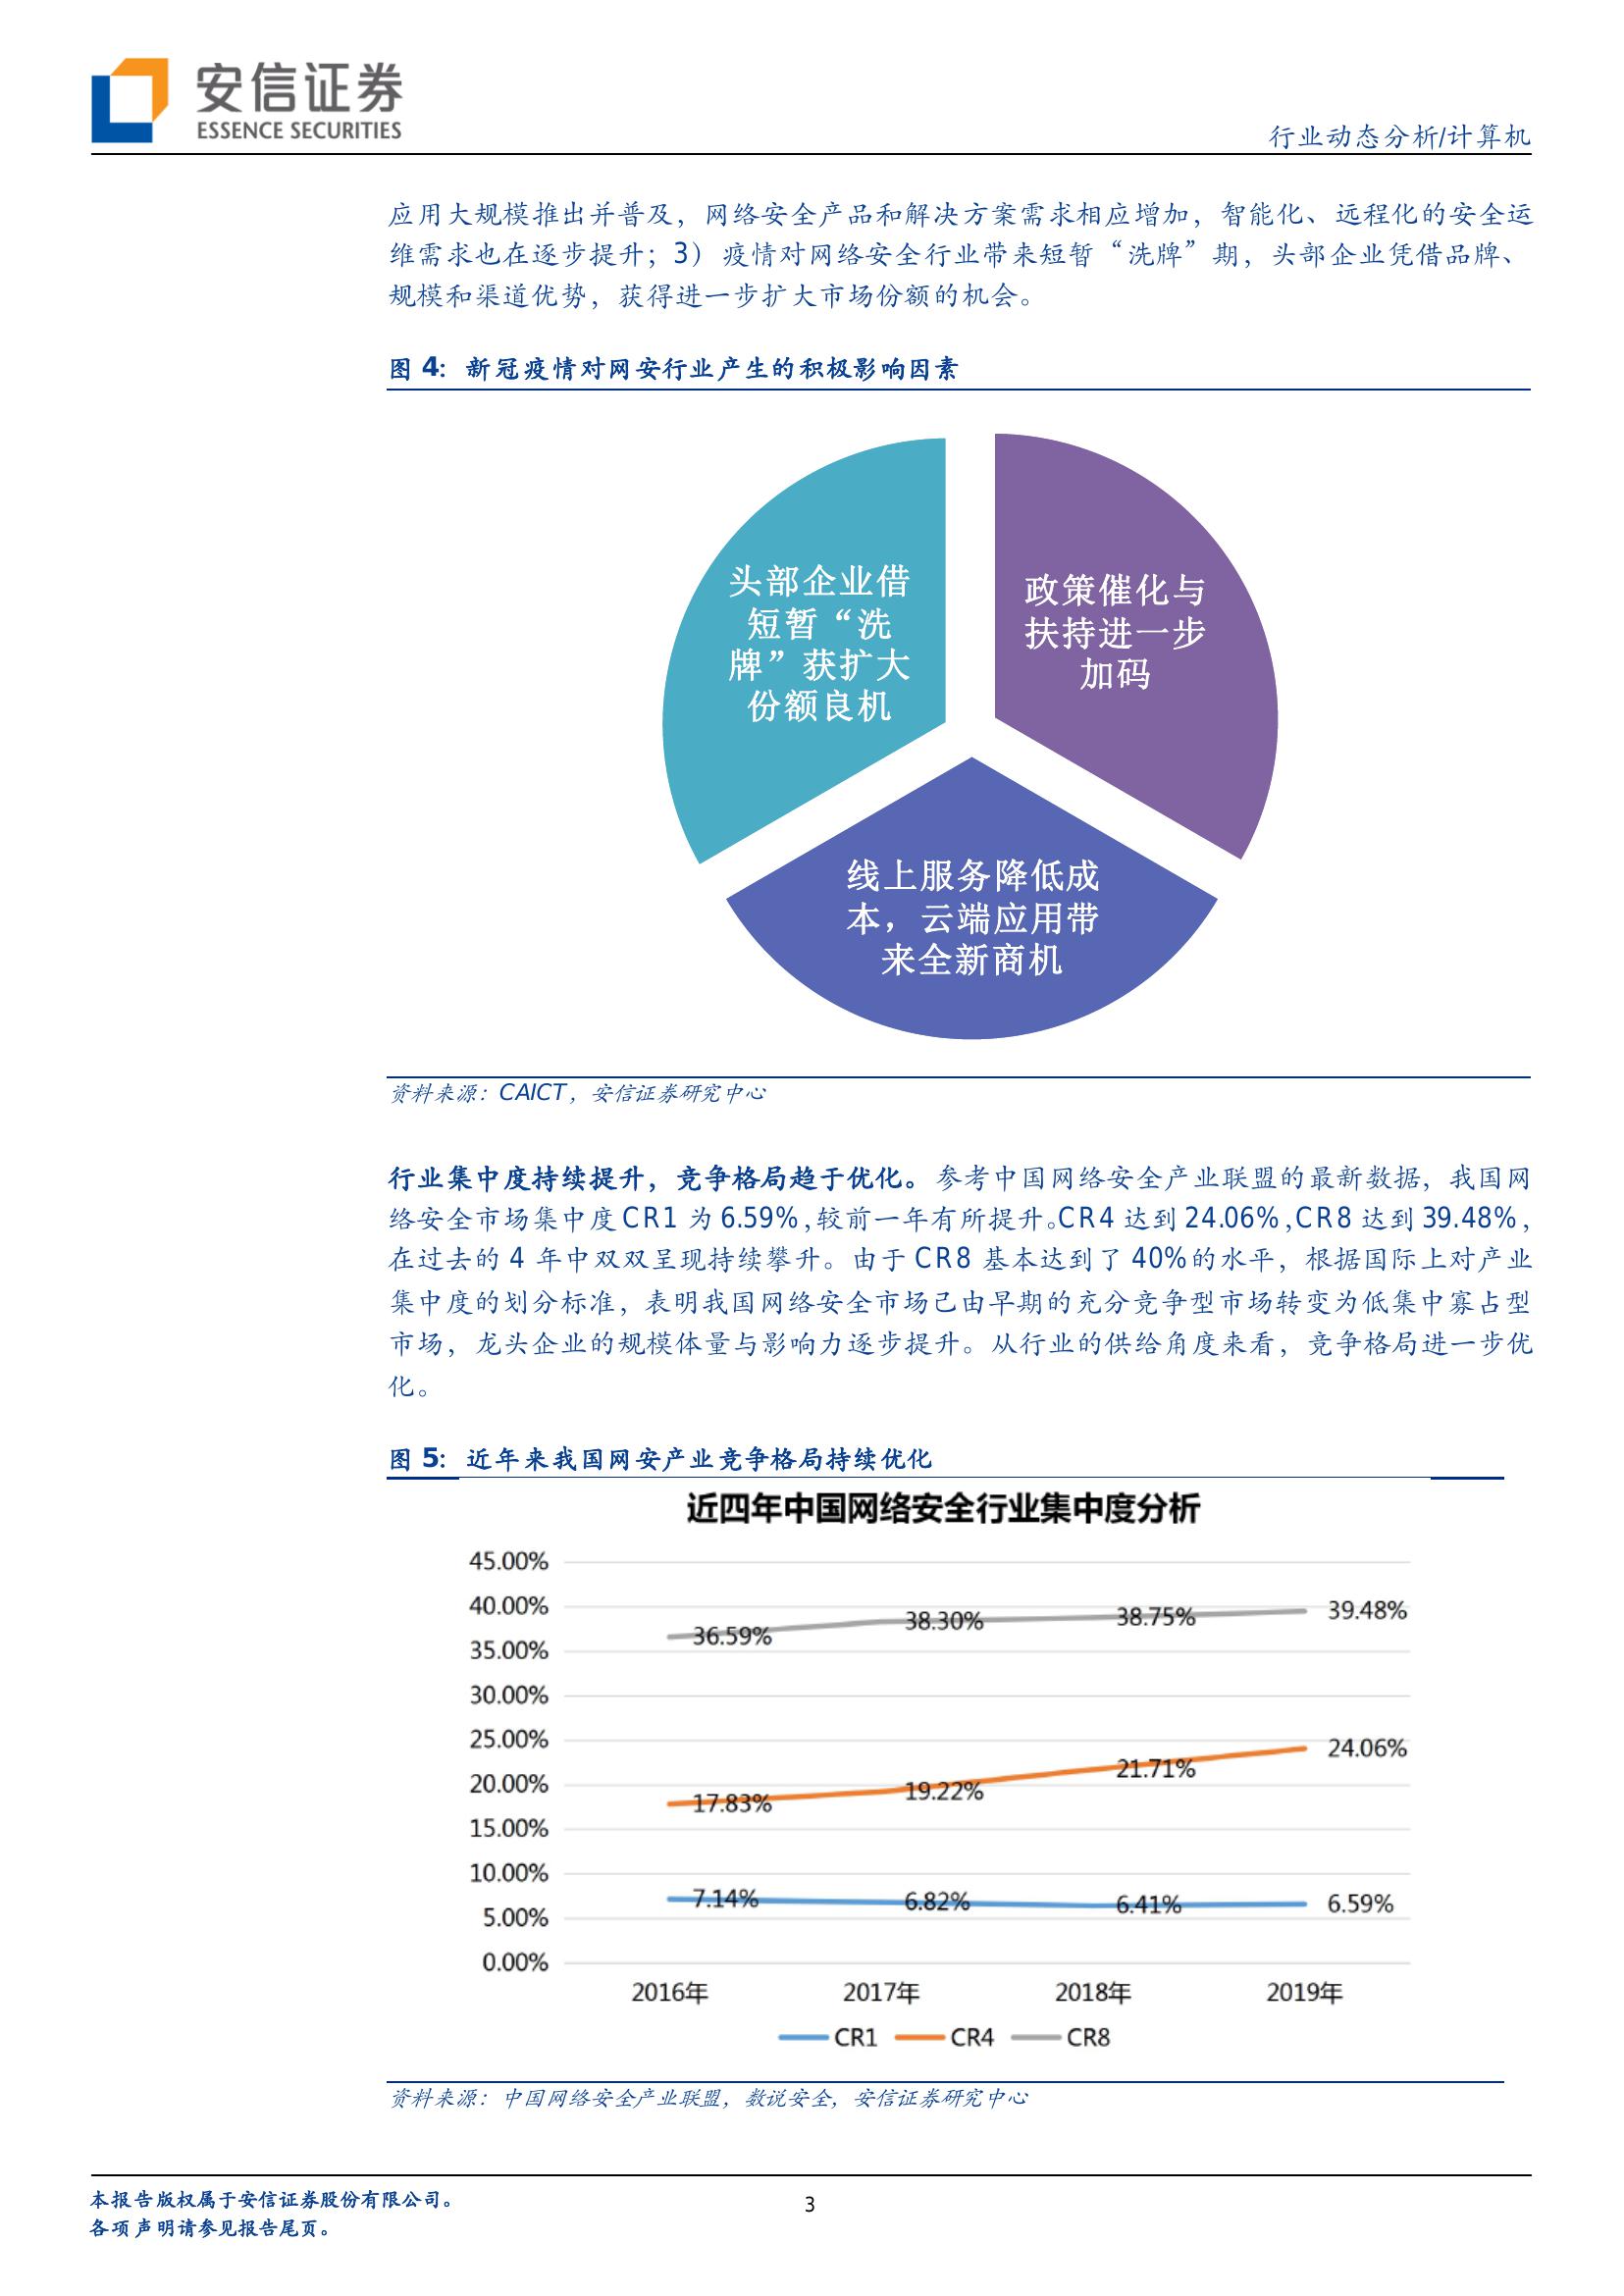 安信证券
ESSENCE SECURITIES
行业动态分析/计算机
应用大规模推出并普及，网络安全产品和解决方案需求相应增加，智能化、远程化的安全运
维需求也在逐步提升；3）疫情对网络安全行业带来短暂“洗牌”期，头部企业凭借品牌、
规模和渠道优势，获得进一步扩大市场份额的机会。
图 4：新冠疫情对网安行业产生的积极影响因素
头部企业借
短暂“洗
牌”获扩大
份额良机
政策催化与
扶持进一步
加码
线上服务降低成
本，云端应用带
来全新商机
资料来源：CAICT，安信证券研究中心
行业集中度持续提升，竞争格局趋于优化。参考中国网络安全产业联盟的最新数据，我国网
络安全市场集中度 CR1 为 6.59%，较前一年有所提升。CR4 达到 24.06%，CR8 达到 39.48%，
在过去的 4 年中双双呈现持续攀升。由于 CR8 基本达到了 40%的水平，根据国际上对产业
集中度的划分标准，表明我国网络安全市场已由早期的充分竞争型市场转变为低集中寡占型
市场，龙头企业的规模体量与影响力逐步提升。从行业的供给角度来看，竞争格局进一步优
化。
图 5：近年来我国网安产业竞争格局持续优化
近四年中国网络安全行业集中度分析
45.00%
40.00%
35.00%
30.00%
25.00%
20.00%
15.00%
10.00%
5.00%
0.00%
36.59%
38.30%
38.75%
39.48%
17.83%
19.22%
21.71%
24.06%
7.14%
6.82%
6.41%
6.59%
2016年
2017年
2018年
2019年
CR1
CR4
CR8
资料来源：中国网络安全产业联盟，数说安全，安信证券研究中心
本报告版权属于安信证券股份有限公司。
各项声明请参见报告尾页。
3